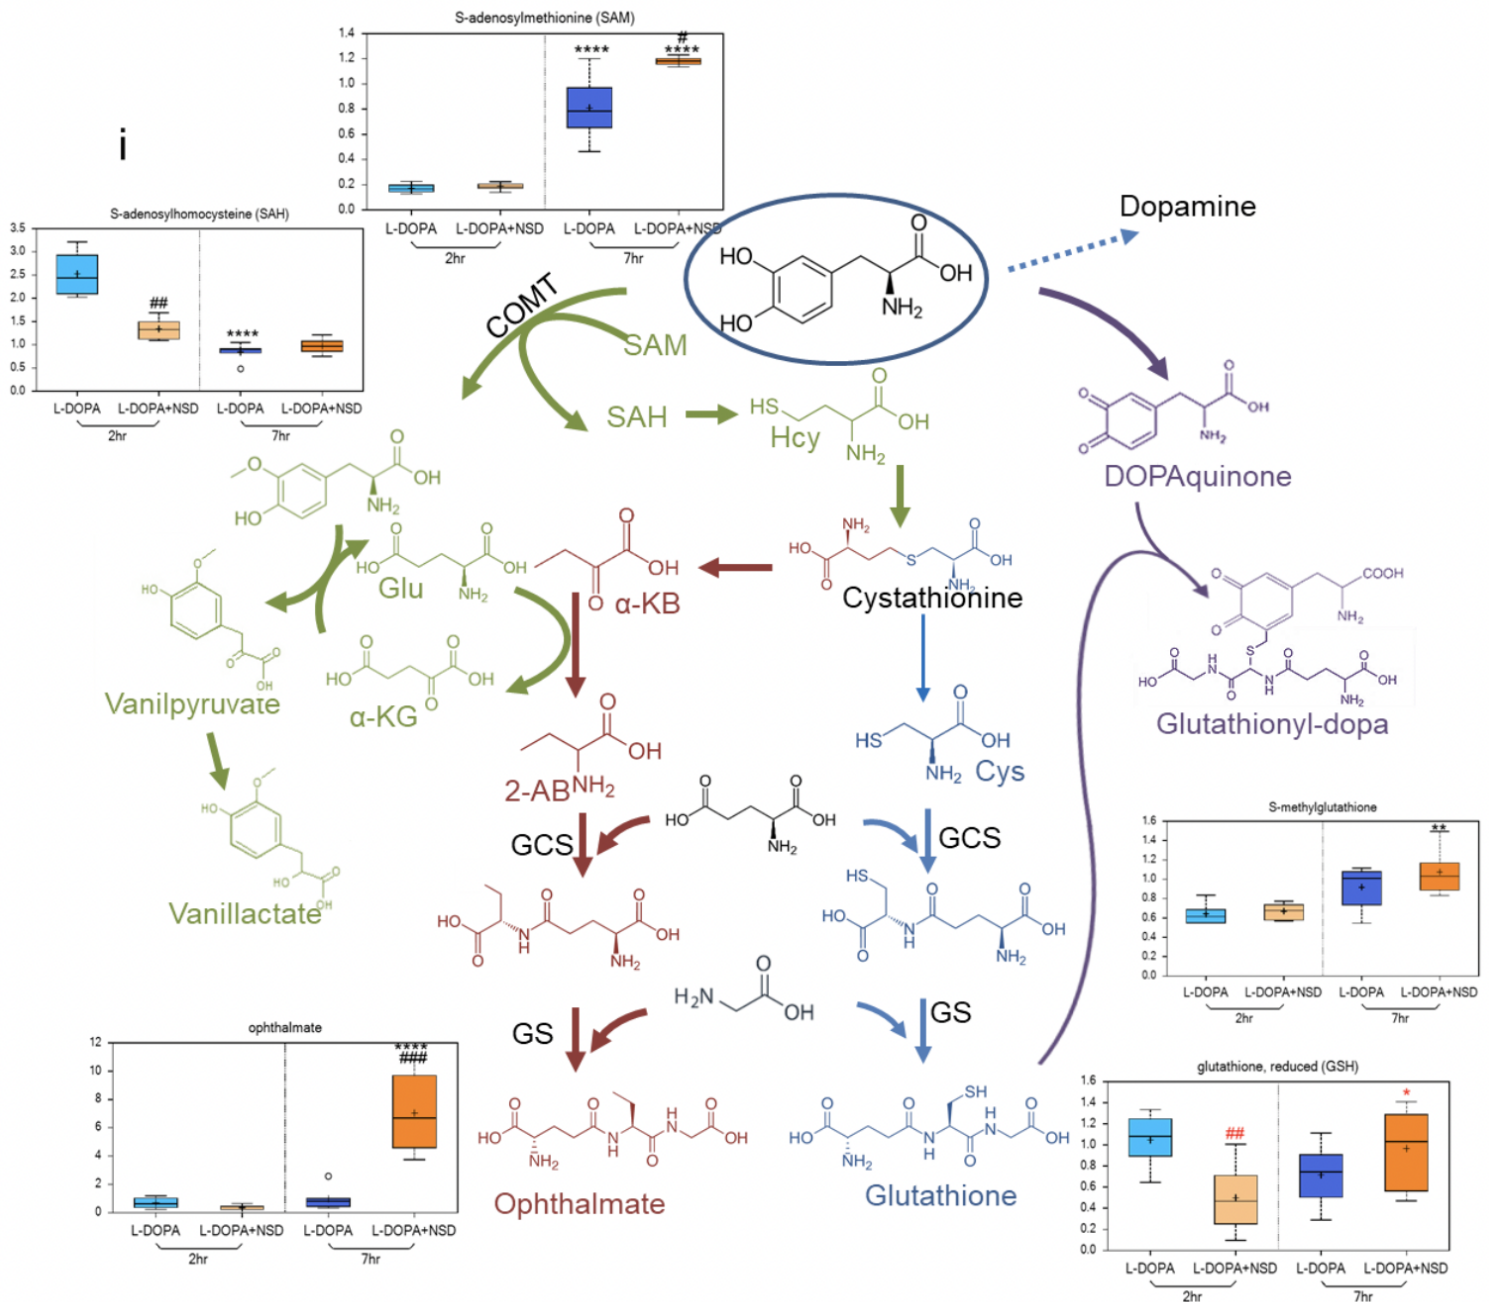 S-adenosylmethionine (SAM)
1.4
1.2
1.0
0.8
0.6
0.4
0.2
0.0
****
#
****
L-DOPA L-DOPA+NSD L-DOPA L-DOPA+NSD
2hr 7hr
i
S-adenosylhomocysteine (SAH)
3.5
3.0
2.5
2.0
1.5
1.0
0.5
0.0
##
****
L-DOPA L-DOPA+NSD L-DOPA L-DOPA+NSD
2hr 7hr
Dopamine
HO
HO
O
OH
NH2
COMT
SAM
SAH
HS
O
OH
NH2
Hcy
O
O
O
OH
NH2
DOPAquinone
O
HO
O
OH
NH2
O
HO
O
OH
NH2
Glu
O
OH
O
α-KB
NH2
HO
O
S
O
OH
NH2
Cystathionine
O
HO
O
O
OH
Vanilpyruvate
O
HO
O
O
OH
α-KG
O
O
COOH
NH2
S
O
HO
H
N
O
N
H
O
O
OH
NH2
Glutathionyl-dopa
O
OH
NH2
2-AB
HS
O
OH
NH2
Cys
O
HO
O
OH
NH2
GCS
GCS
O
HO
HO
O
OH
Vanillactate
HO
O
N
H
O
O
OH
NH2
HS
HO
O
N
H
O
O
OH
NH2
S-methylglutathione
1.6
1.4
1.2
1.0
0.8
0.6
0.4
0.2
0.0
**
L-DOPA L-DOPA+NSD L-DOPA L-DOPA+NSD
2hr 7hr
H2N
O
OH
GS
GS
ophthalmate
12
10
8
6
4
2
0
****
###
L-DOPA L-DOPA+NSD L-DOPA L-DOPA+NSD
2hr 7hr
O
HO
NH2
O
N
H
O
H
N
O
OH
Ophthalmate
O
HO
NH2
O
N
H
SH
O
H
N
O
OH
Glutathione
glutathione, reduced (GSH)
1.6
1.4
1.2
1.0
0.8
0.6
0.4
0.2
0.0
##
*
L-DOPA L-DOPA+NSD L-DOPA L-DOPA+NSD
2hr 7hr